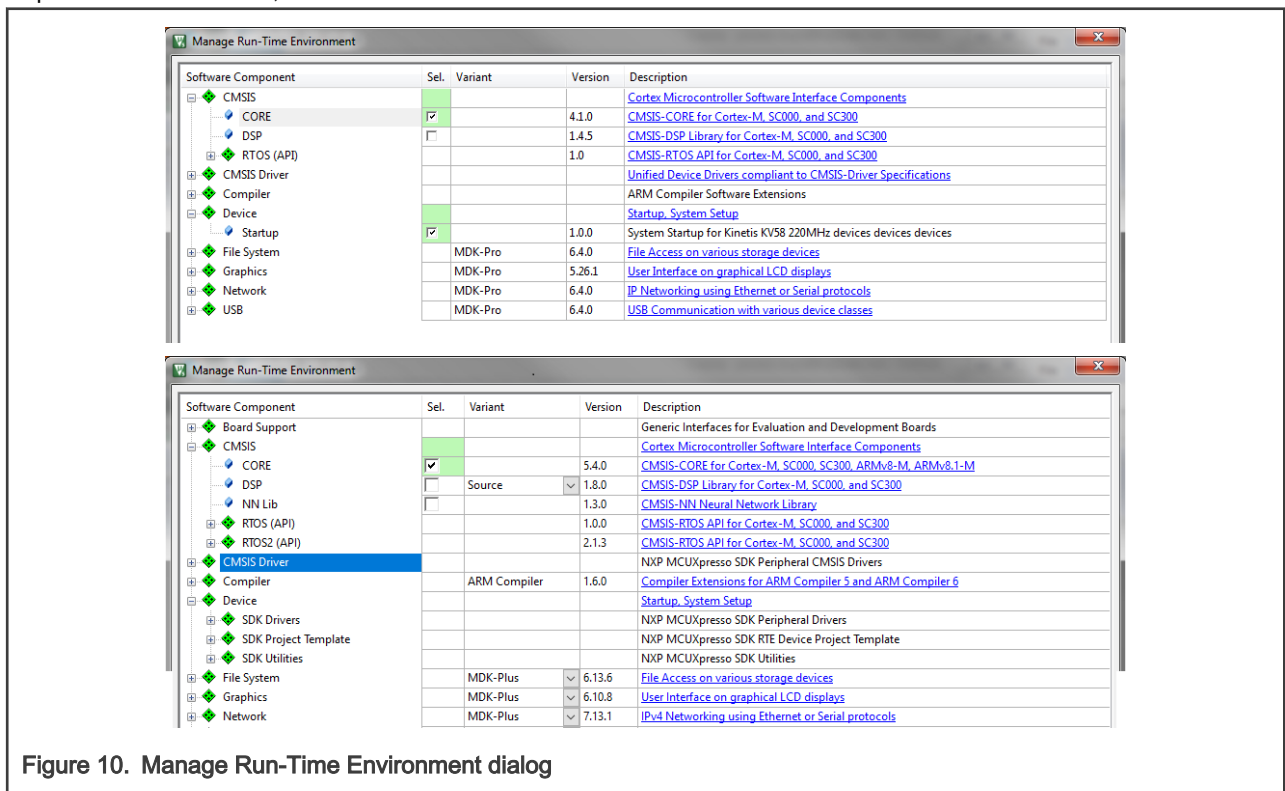 Manage Run-Time Environment
Software Component Sel. Variant Version Description
CMSIS Cortex Microcontroller Software Interface Components
CORE 4.1.0 CMSIS-CORE for Cortex-M, SC000, and SC300
DSP 1.4.5 CMSIS-DSP Library for Cortex-M, SC000, and SC300
RTOS (API) 1.0 CMSIS-RTOS API for Cortex-M, SC000, and SC300
CMSIS Driver Unified Device Drivers compliant to CMSIS-Driver Specifications
Compiler ARM Compiler Software Extensions
Device Startup, System Setup
Startup 1.0.0 System Startup for Kinetis KV58 220MHz devices devices devices
File System MDK-Pro 6.4.0 File Access on various storage devices
Graphics MDK-Pro 5.26.1 User Interface on graphical LCD displays
Network MDK-Pro 6.4.0 IP Networking using Ethernet or Serial protocols
USB MDK-Pro 6.4.0 USB Communication with various device classes
Manage Run-Time Environment
Software Component Sel. Variant Version Description
Board Support Generic Interfaces for Evaluation and Development Boards
CMSIS Cortex Microcontroller Software Interface Components
CORE 5.4.0 CMSIS-CORE for Cortex-M, SC000, SC300, ARMv8-M, ARMv8.1-M
DSP Source 1.8.0 CMSIS-DSP Library for Cortex-M, SC000, and SC300
NN Lib 1.3.0 CMSIS-NN Neural Network Library
RTOS (API) 1.0.0 CMSIS-RTOS API for Cortex-M, SC000, and SC300
RTOS2 (API) 2.1.3 CMSIS-RTOS API for Cortex-M, SC000, and SC300
CMSIS Driver NXP MCUXpresso SDK Peripheral CMSIS Drivers
Compiler ARM Compiler 1.6.0 Compiler Extensions for ARM Compiler 5 and ARM Compiler 6
Device Startup, System Setup
SDK Drivers NXP MCUXpresso SDK Peripheral Drivers
SDK Project Template NXP MCUXpresso SDK RTE Device Project Template
SDK Utilities NXP MCUXpresso SDK Utilities
File System MDK-Plus 6.13.6 File Access on various storage devices
Graphics MDK-Plus 6.10.8 User Interface on graphical LCD displays
Network MDK-Plus 7.13.1 IPv4 Networking using Ethernet or Serial protocols
Figure 10. Manage Run-Time Environment dialog